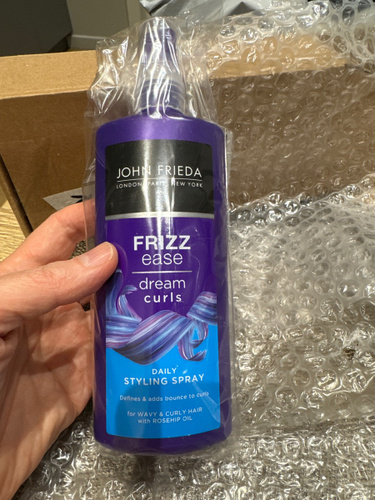 JOHN FRIEDA
LONDON PARIS NEW YORK
FRIZZ
ease
dream
curls
DAILY
STYLING SPRAY
Defines & adds bounce to curls
for WAVY & CURLY HAIR
with ROSEHIP OIL